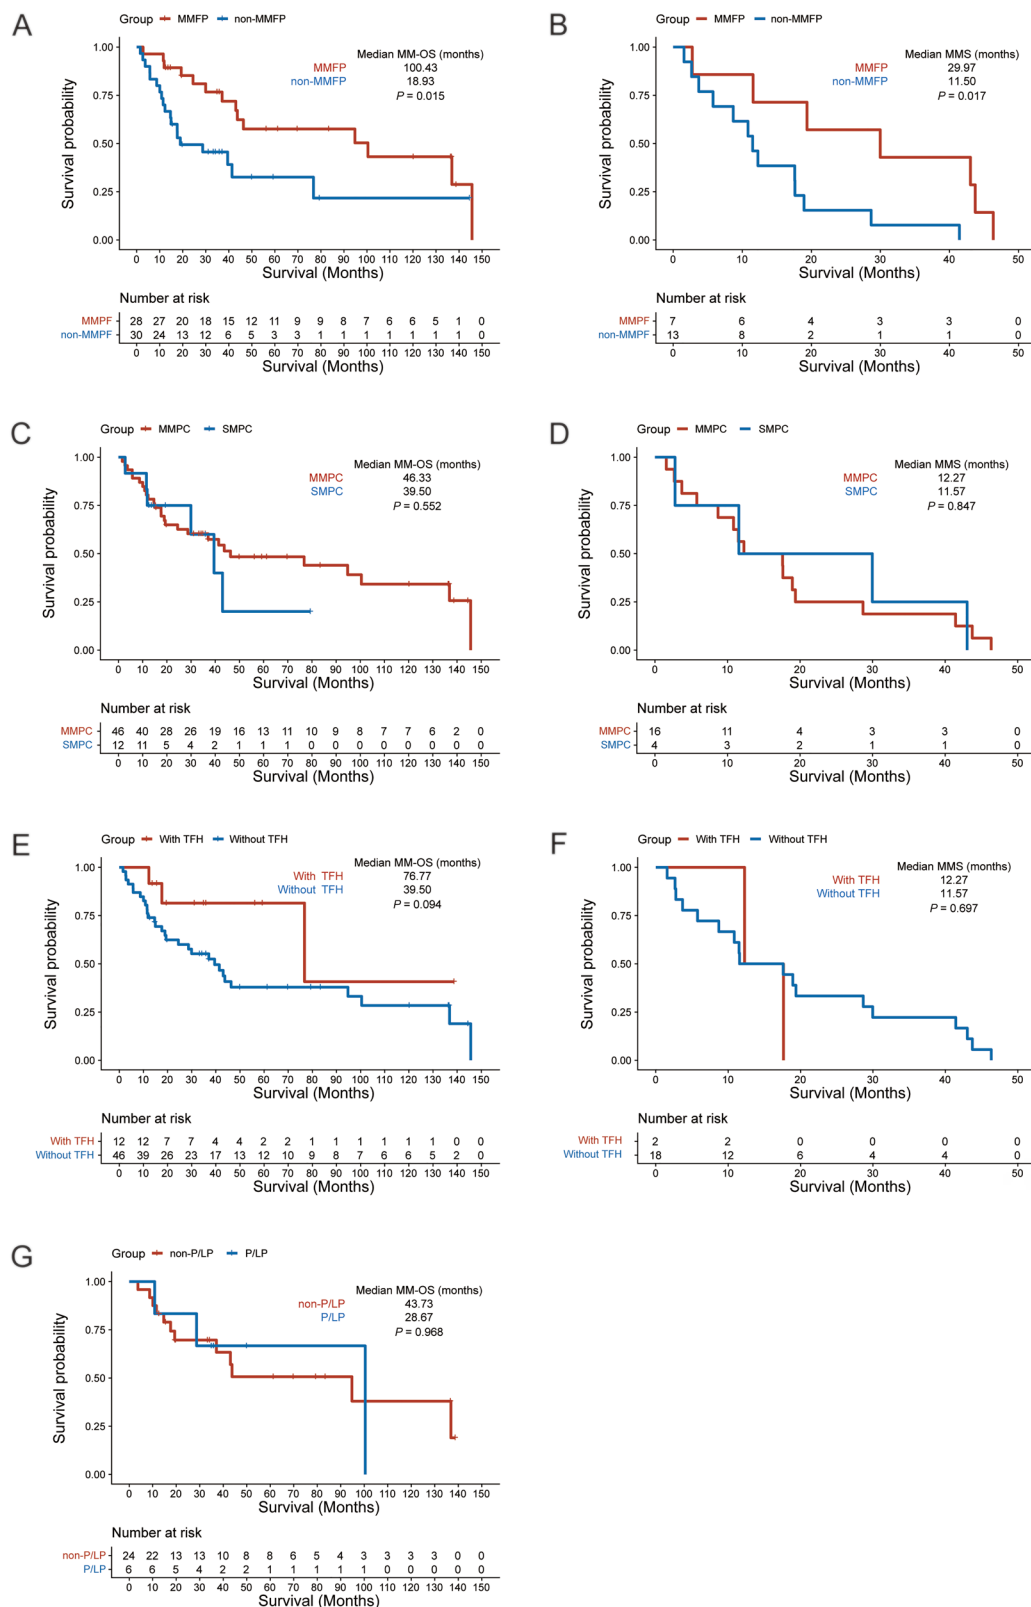 A
Group MMFP non-MMFP
Median MM-OS (months)
MMFP 100.43
non-MMFP 18.93
P = 0.015
Survival probability
1.00
0.75
0.50
0.25
0.00
0 10 20 30 40 50 60 70 80 90 100 110 120 130 140 150
Survival (Months)
Number at risk
MMPF 28 27 20 18 15 12 11 9 9 8 7 6 6 5 1 0
non-MMPF 30 24 13 12 6 5 3 3 1 1 1 1 1 1 1 0
0 10 20 30 40 50 60 70 80 90 100 110 120 130 140 150
Survival (Months)
B
Group MMFP non-MMFP
Median MMS (months)
MMFP 29.97
non-MMFP 11.50
P = 0.017
Survival probability
1.00
0.75
0.50
0.25
0.00
0 10 20 30 40 50
Survival (Months)
Number at risk
MMPF 7 6 4 3 3 0
non-MMPF 13 8 2 1 1 0
0 10 20 30 40 50
Survival (Months)
C
Group MMPC SMPC
Median MM-OS (months)
MMPC 46.33
SMPC 39.50
P = 0.552
Survival probability
1.00
0.75
0.50
0.25
0.00
0 10 20 30 40 50 60 70 80 90 100 110 120 130 140 150
Survival (Months)
Number at risk
MMPC 46 40 28 26 19 16 13 11 10 9 8 7 7 6 2 0
SMPC 12 11 5 4 2 1 1 1 0 0 0 0 0 0 0 0
0 10 20 30 40 50 60 70 80 90 100 110 120 130 140 150
Survival (Months)
D
Group MMPC SMPC
Median MMS (months)
MMPC 12.27
SMPC 11.57
P = 0.847
Survival probability
1.00
0.75
0.50
0.25
0.00
0 10 20 30 40 50
Survival (Months)
Number at risk
MMPC 16 11 4 3 3 0
SMPC 4 3 2 1 1 0
0 10 20 30 40 50
Survival (Months)
E
Group With TFH Without TFH
Median MM-OS (months)
With TFH 76.77
Without TFH 39.50
P = 0.094
Survival probability
1.00
0.75
0.50
0.25
0.00
0 10 20 30 40 50 60 70 80 90 100 110 120 130 140 150
Survival (Months)
Number at risk
With TFH 12 12 7 7 4 4 2 2 1 1 1 1 1 1 0 0
Without TFH 46 39 26 23 17 13 12 10 9 8 7 6 6 5 2 0
0 10 20 30 40 50 60 70 80 90 100 110 120 130 140 150
Survival (Months)
F
Group With TFH Without TFH
Median MMS (months)
With TFH 12.27
Without TFH 11.57
P = 0.697
Survival probability
1.00
0.75
0.50
0.25
0.00
0 10 20 30 40 50
Survival (Months)
Number at risk
With TFH 2 2 0 0 0 0
Without TFH 18 12 6 4 4 0
0 10 20 30 40 50
Survival (Months)
G
Group non-P/LP P/LP
Median MM-OS (months)
non-P/LP 43.73
P/LP 28.67
P = 0.968
Survival probability
1.00
0.75
0.50
0.25
0.00
0 10 20 30 40 50 60 70 80 90 100 110 120 130 140 150
Survival (Months)
Number at risk
non-P/LP 24 22 13 13 10 8 8 6 5 4 3 3 3 3 0 0
P/LP 6 6 5 4 2 2 1 1 1 1 1 0 0 0 0 0
0 10 20 30 40 50 60 70 80 90 100 110 120 130 140 150
Survival (Months)